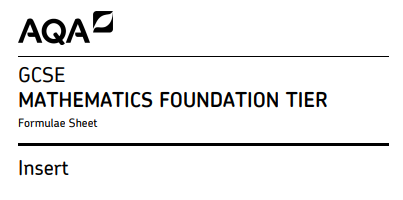 AQA
GCSE
MATHEMATICS FOUNDATION TIER
Formulae Sheet
Insert